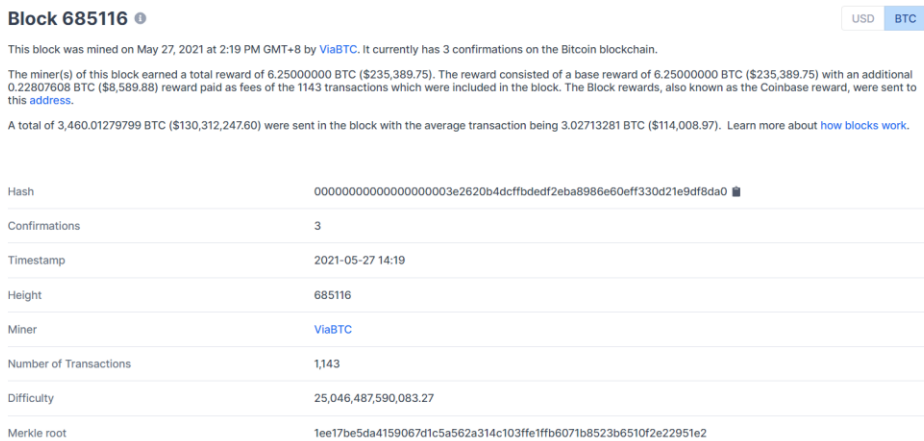 Block 685116
USD BTC
This block was mined on May 27, 2021 at 2:19 PM GMT+8 by ViaBTC. It currently has 3 confirmations on the Bitcoin blockchain.
The miner(s) of this block earned a total reward of 6.25000000 BTC ($235,389.75). The reward consisted of a base reward of 6.25000000 BTC ($235,389.75) with an additional
0.22807608 BTC ($8,589.88) reward paid as fees of the 1143 transactions which were included in the block. The Block rewards, also known as the Coinbase reward, were sent to
this address.
A total of 3,460.01279799 BTC ($130,312,247.60) were sent in the block with the average transaction being 3.02713281 BTC ($114,008.97). Learn more about how blocks work.
Hash 00000000000000000003e2620b4dcffbdedf2eba8986e60eff330d21e9df8da0
Confirmations 3
Timestamp 2021-05-27 14:19
Height 685116
Miner ViaBTC
Number of Transactions 1,143
Difficulty 25,046,487,590,083.27
Merkle root 1ee17be5da4159067d1c5a562a314c103ffe1ffb6071b8523b6510f2e22951e2